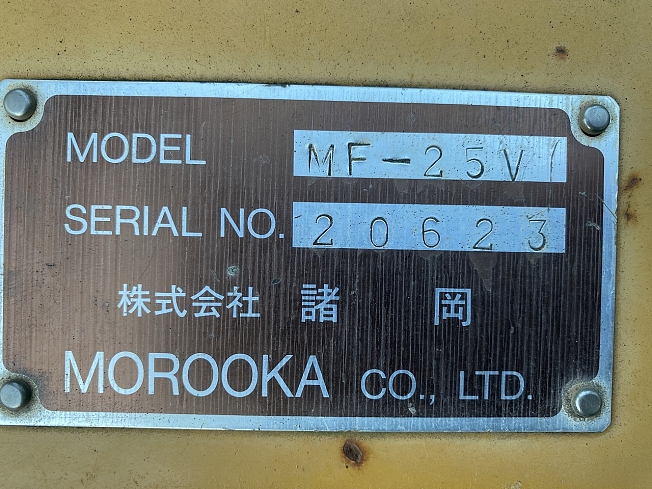 MODEL MF-25V
SERIAL NO. 20623
株式会社 諸岡
MOROOKA CO., LTD.